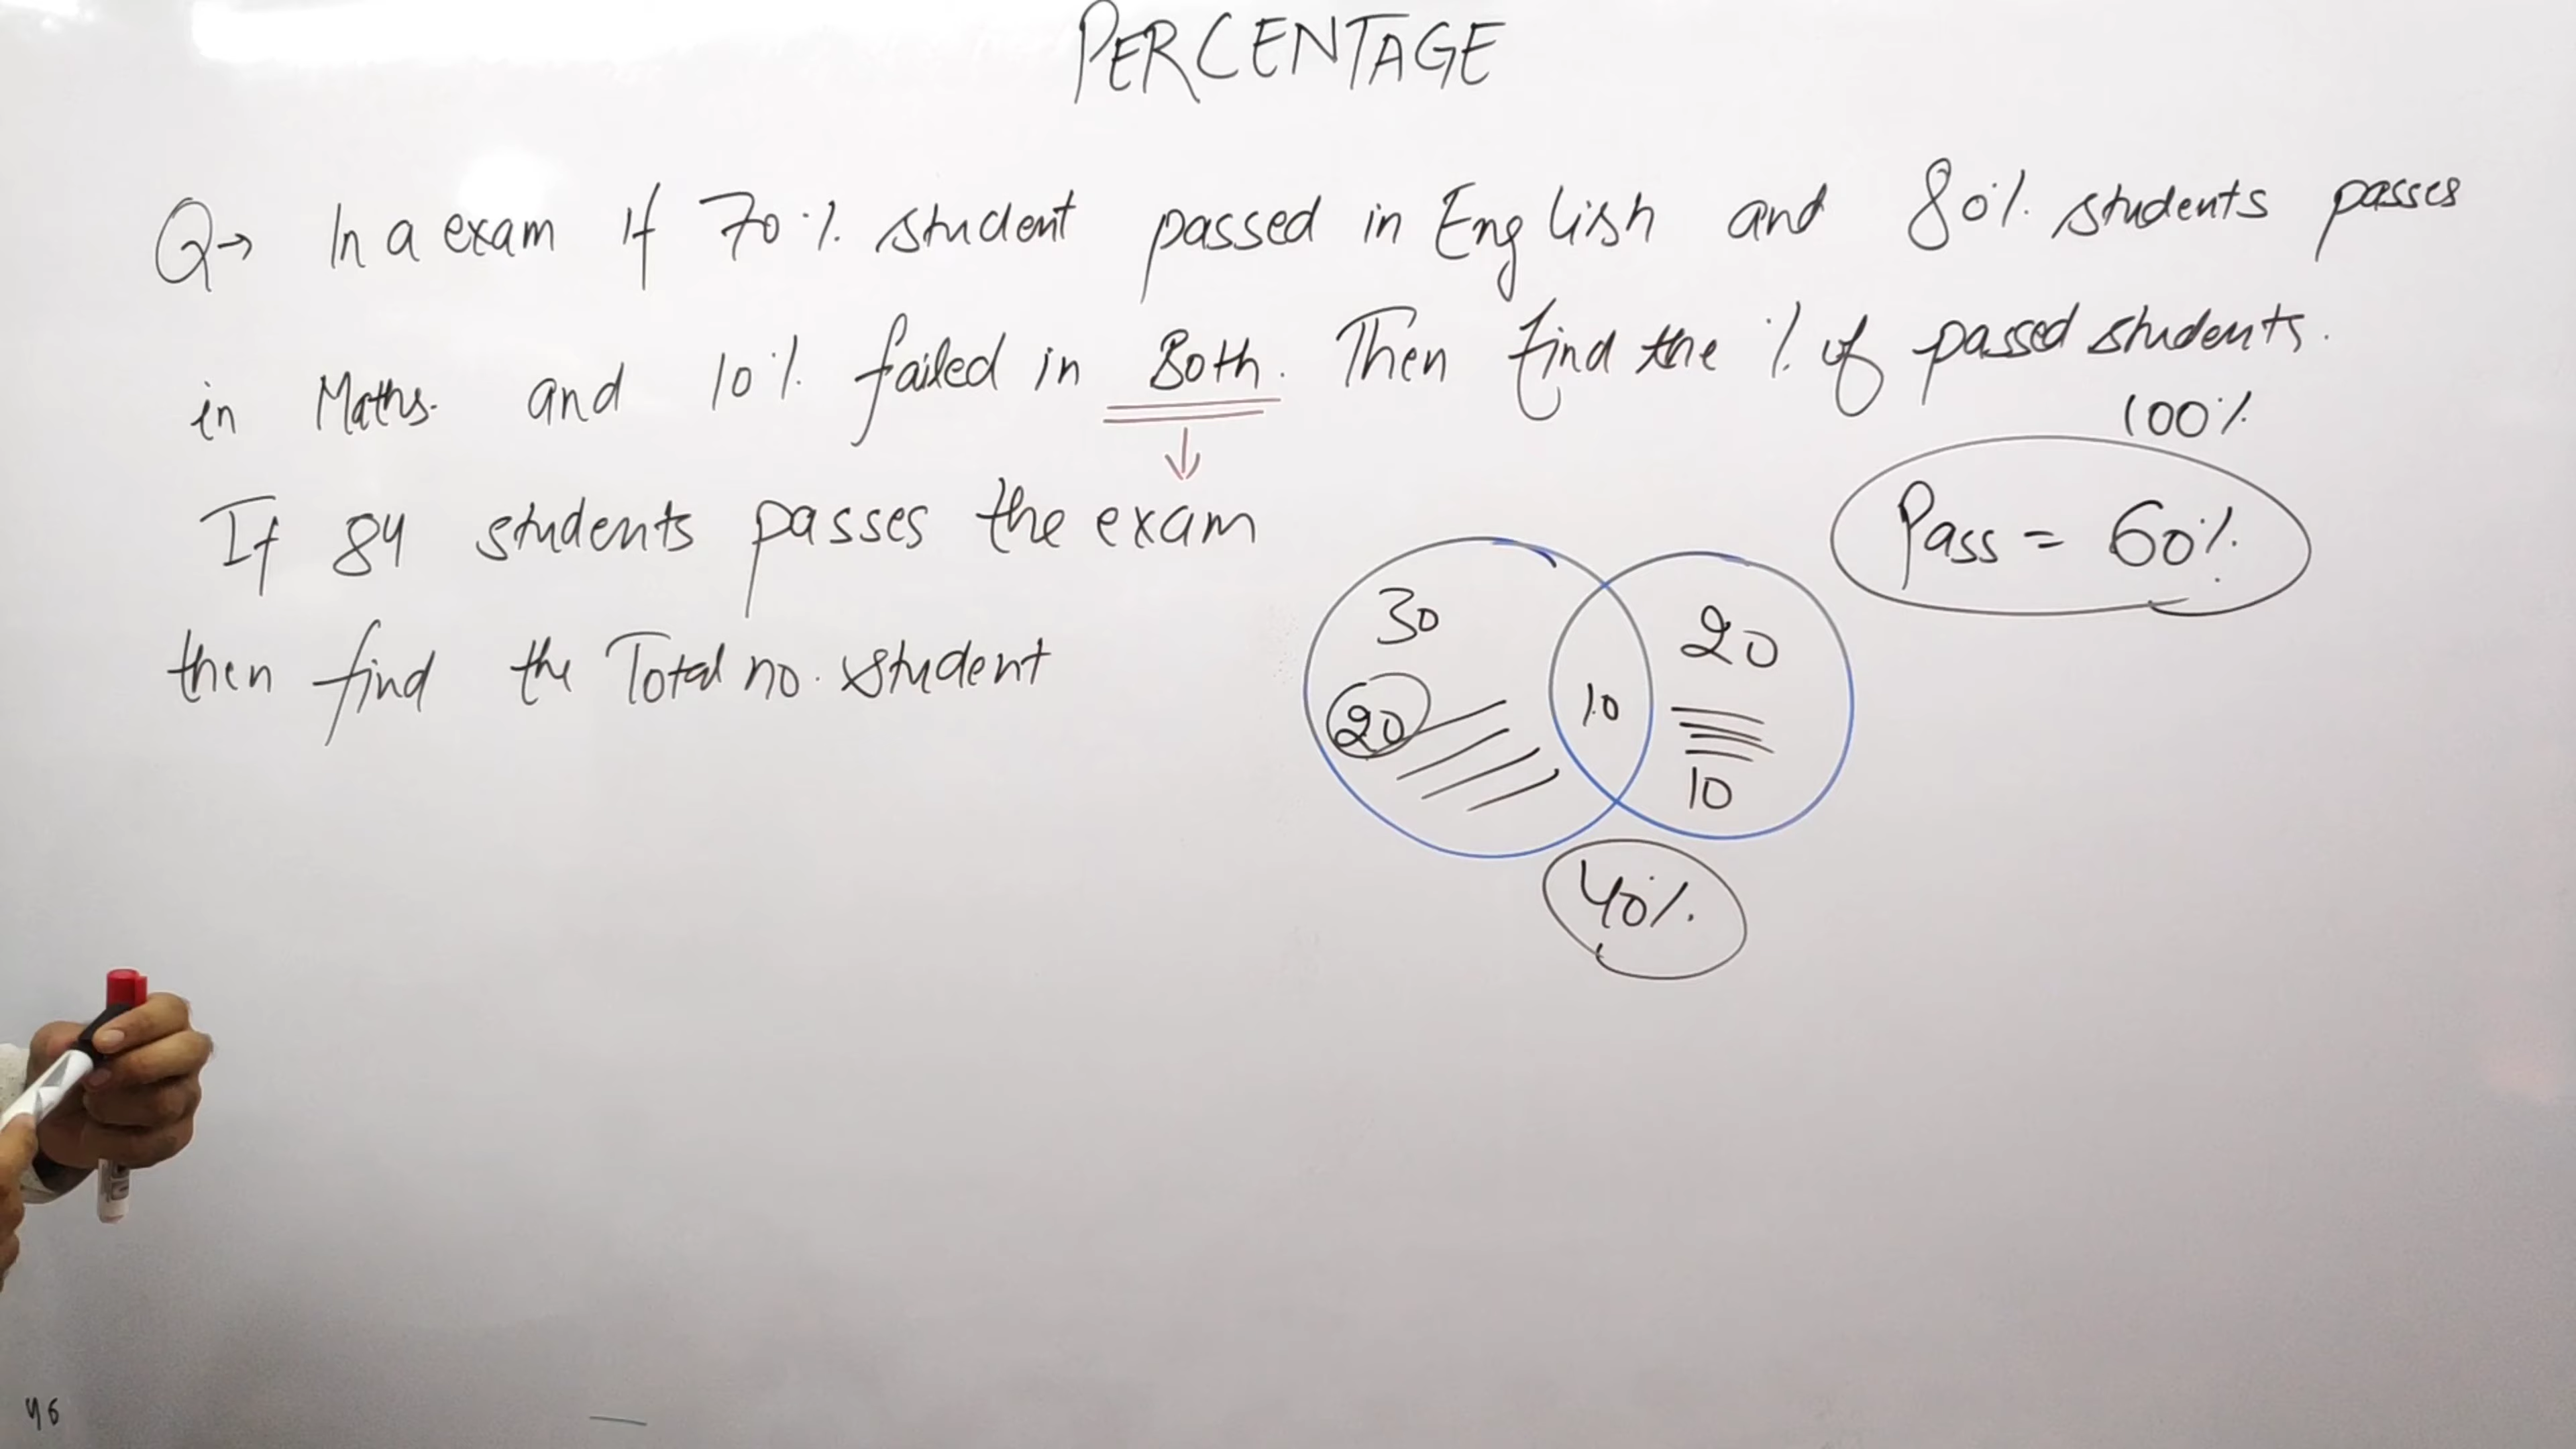 PERCENTAGE
Q→ In a exam if 70% student passed in English and 80% students passes
in Maths. and 10% failed in Both. Then find the % of passed students.
100%
If 84 students passes the exam
Pass = 60%
then find the Total no. student
30
20
20
10
10
40%
46